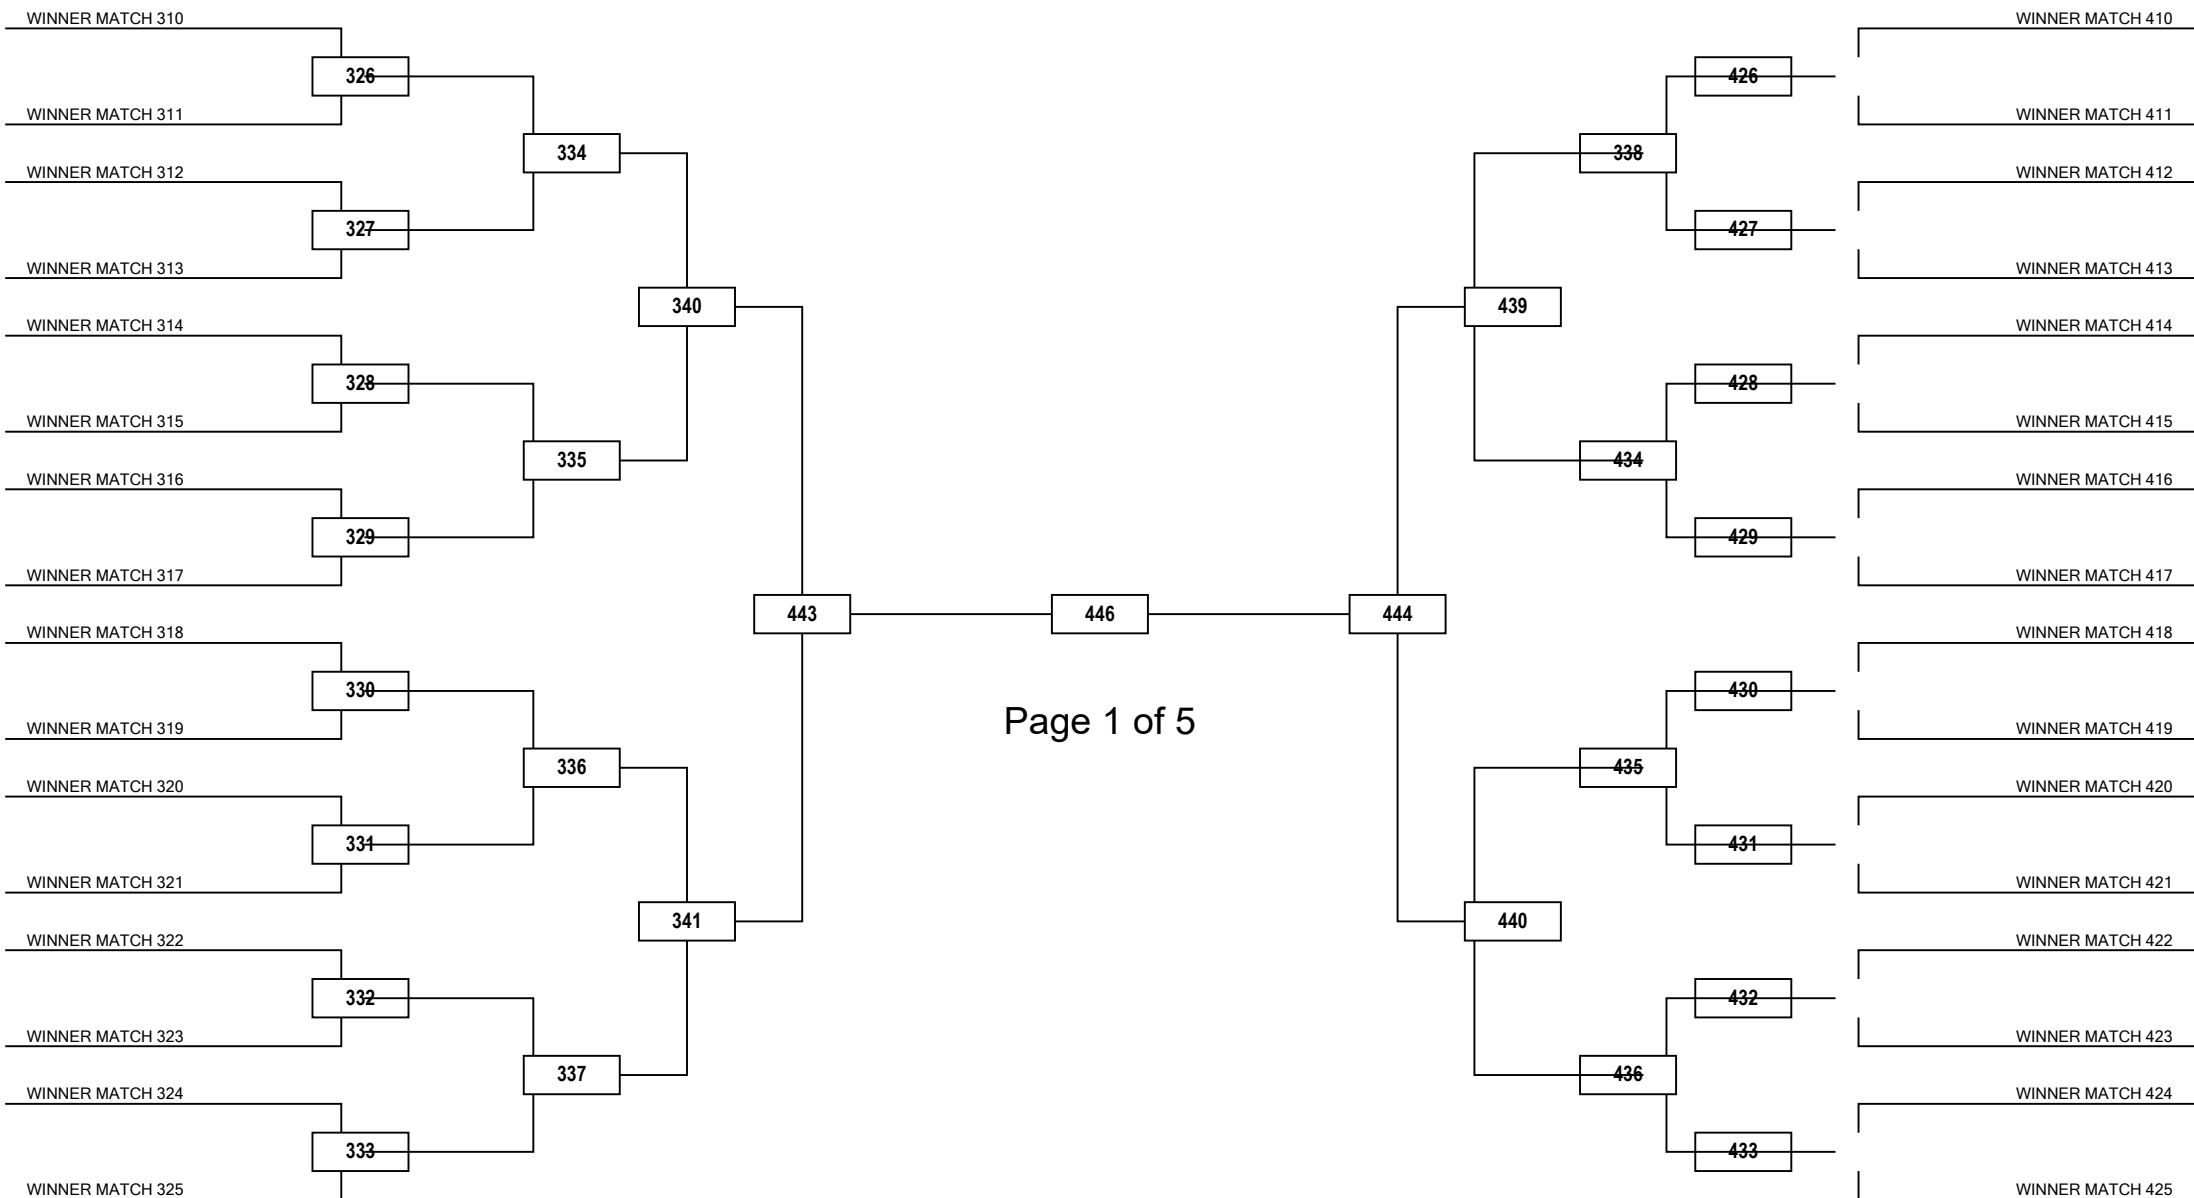 WINNER MATCH 310
WINNER MATCH 410
326
426
WINNER MATCH 311
WINNER MATCH 411
334
338
WINNER MATCH 312
WINNER MATCH 412
327
427
WINNER MATCH 313
WINNER MATCH 413
340
439
WINNER MATCH 314
WINNER MATCH 414
328
428
WINNER MATCH 315
WINNER MATCH 415
335
434
WINNER MATCH 316
WINNER MATCH 416
329
429
WINNER MATCH 317
WINNER MATCH 417
443
446
444
WINNER MATCH 318
WINNER MATCH 418
330
430
Page 1 of 5
WINNER MATCH 319
WINNER MATCH 419
336
435
WINNER MATCH 320
WINNER MATCH 420
331
431
WINNER MATCH 321
WINNER MATCH 421
341
440
WINNER MATCH 322
WINNER MATCH 422
332
432
WINNER MATCH 323
WINNER MATCH 423
337
436
WINNER MATCH 324
WINNER MATCH 424
333
433
WINNER MATCH 325
WINNER MATCH 425